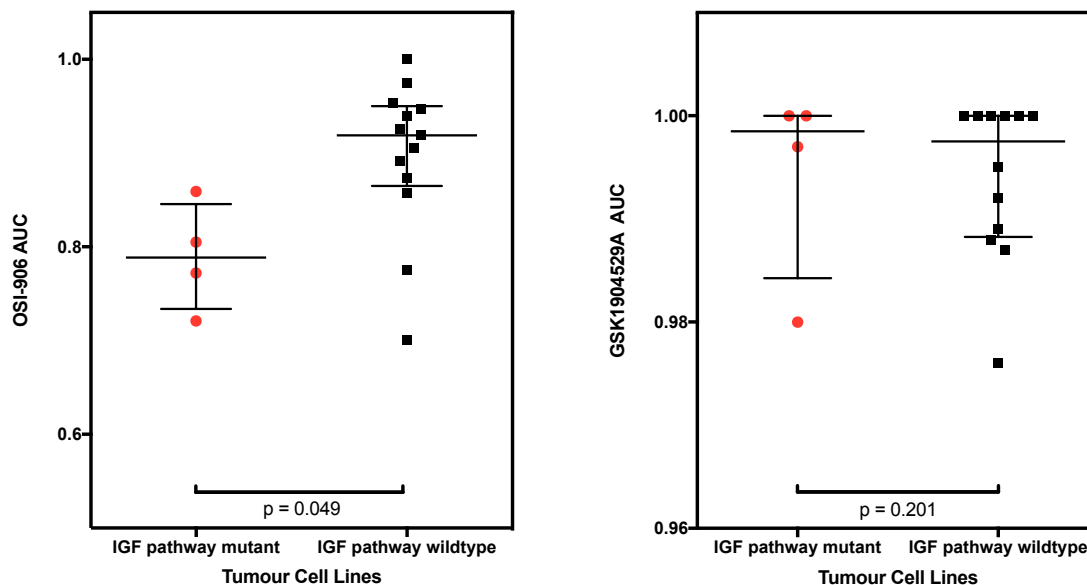 OSI-906 AUC
1.0
0.8
0.6
p = 0.049
IGF pathway mutant
IGF pathway wildtype
Tumour Cell Lines
GSK1904529A AUC
1.00
0.98
0.96
p = 0.201
IGF pathway mutant
IGF pathway wildtype
Tumour Cell Lines